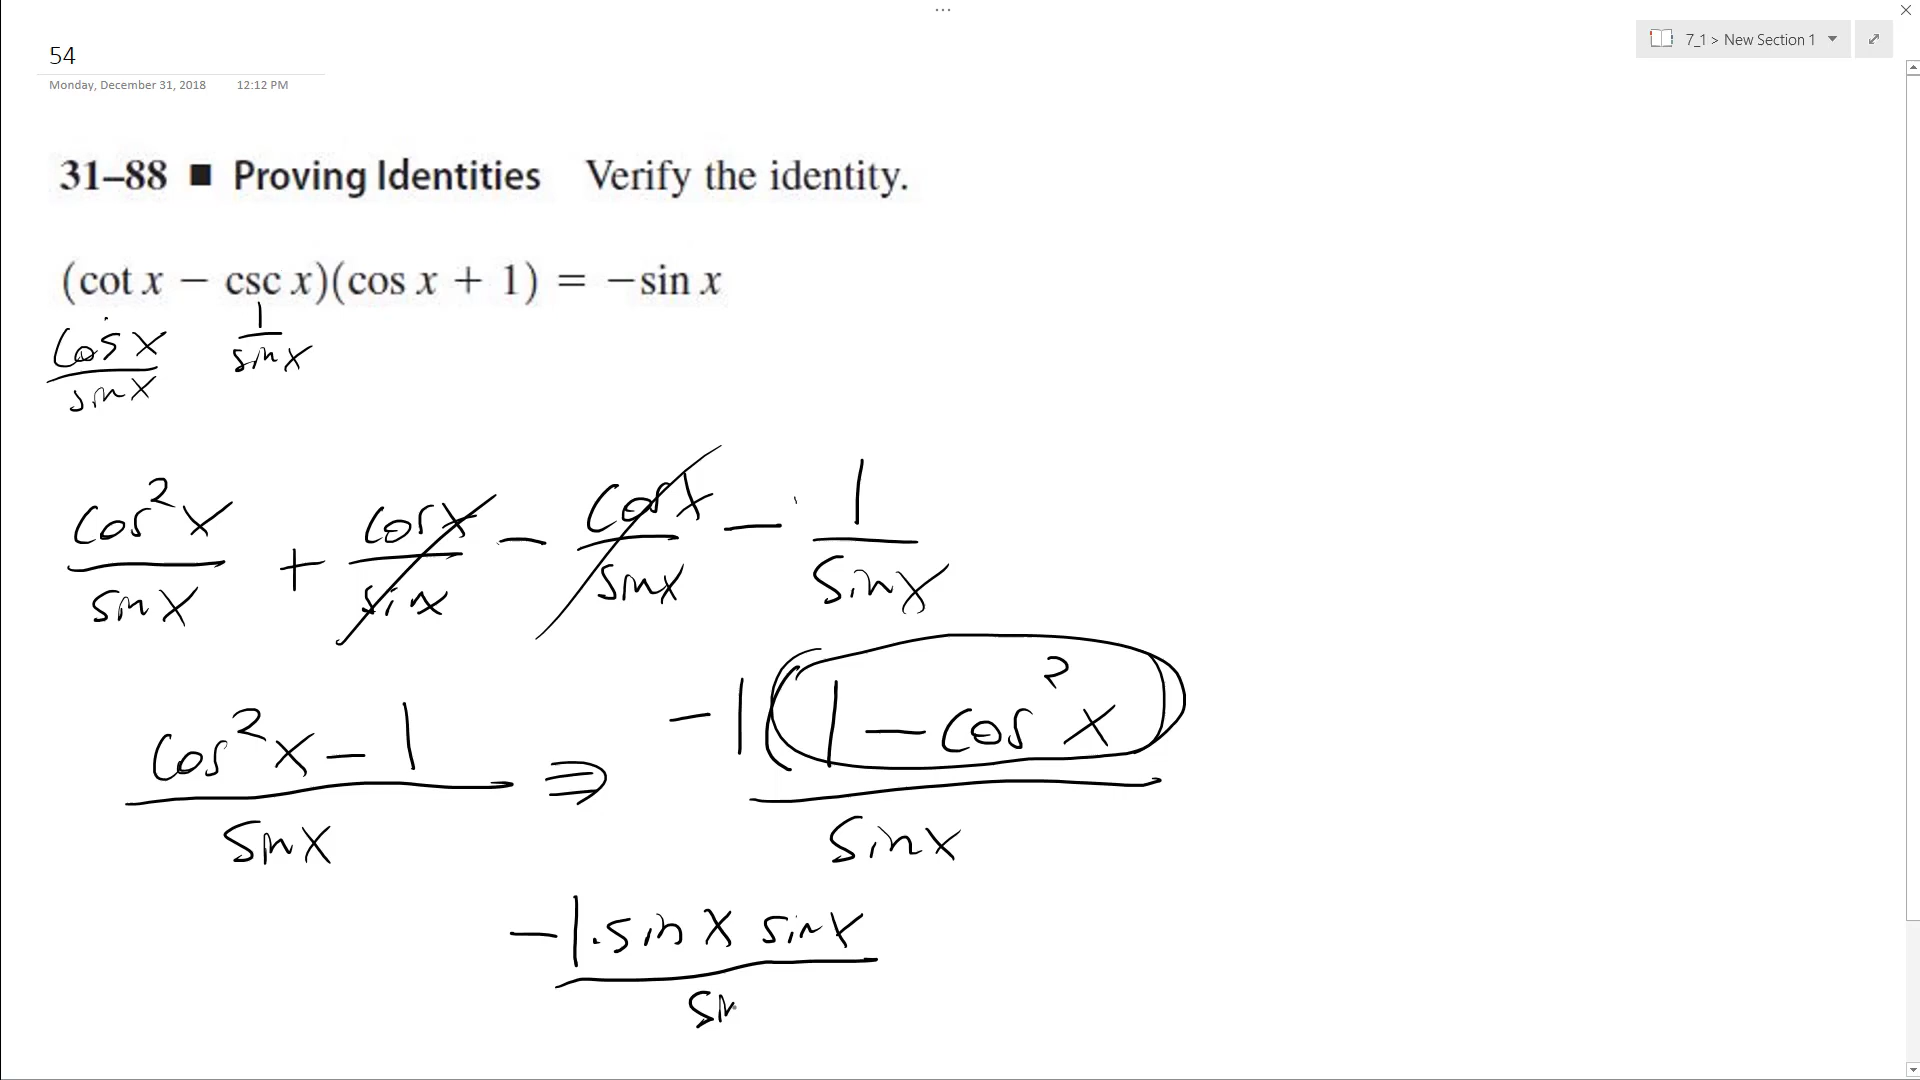 ...
54
7_1 > New Section 1
Monday, December 31, 2018 12:12 PM
31–88 ■ Proving Identities Verify the identity.
(cot x − csc x)(cos x + 1) = −sin x
cos x / sin x 1 / sin x
cos²x / sin x + cos x / sin x − cos x / sin x − 1 / sin x
cos²x − 1 / sin x ⇒ −1(1 − cos²x) / sin x
−1·sin x sin x / sin